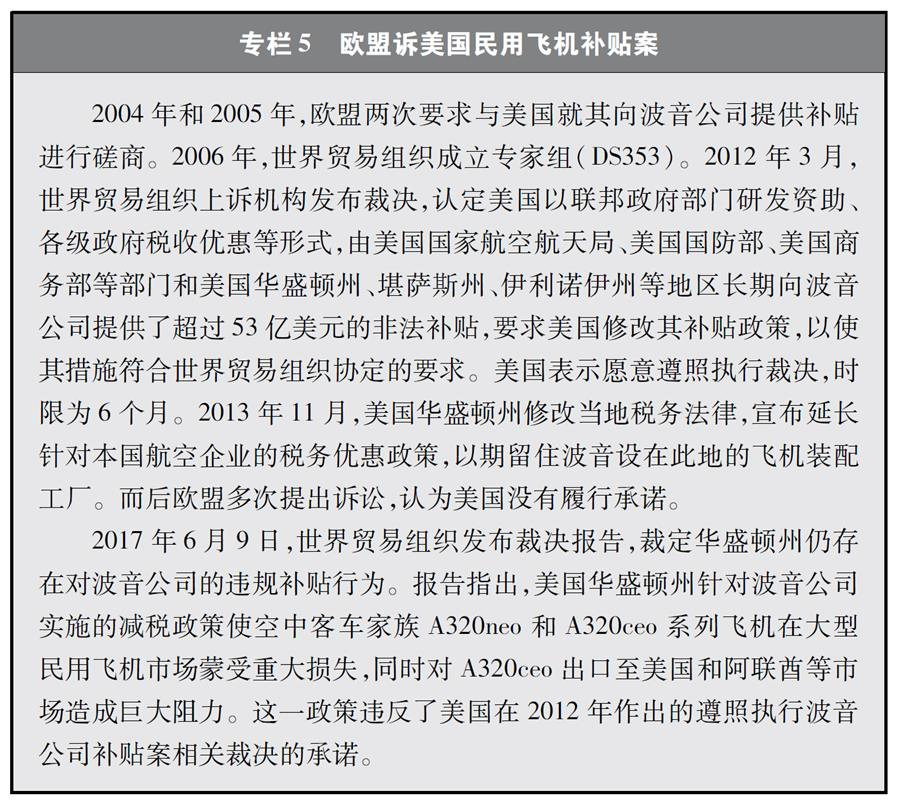 专栏5 欧盟诉美国民用飞机补贴案
2004年和2005年,欧盟两次要求与美国就其向波音公司提供补贴
进行磋商。2006年,世界贸易组织成立专家组(DS353)。2012年3月,
世界贸易组织上诉机构发布裁决,认定美国以联邦政府部门研发资助、
各级政府税收优惠等形式,由美国国家航空航天局、美国国防部、美国商
务部等部门和美国华盛顿州、堪萨斯州、伊利诺伊州等地区长期向波音
公司提供了超过53亿美元的非法补贴,要求美国修改其补贴政策,以使
其措施符合世界贸易组织协定的要求。美国表示愿意遵照执行裁决,时
限为6个月。2013年11月,美国华盛顿州修改当地税务法律,宣布延长
针对本国航空企业的税务优惠政策,以期留住波音设在此地的飞机装配
工厂。而后欧盟多次提出诉讼,认为美国没有履行承诺。
2017年6月9日,世界贸易组织发布裁决报告,裁定华盛顿州仍存
在对波音公司的违规补贴行为。报告指出,美国华盛顿州针对波音公司
实施的减税政策使空中客车家族A320neo和A320ceo系列飞机在大型
民用飞机市场蒙受重大损失,同时对A320ceo出口至美国和阿联酋等市
场造成巨大阻力。这一政策违反了美国在2012年作出的遵照执行波音
公司补贴案相关裁决的承诺。